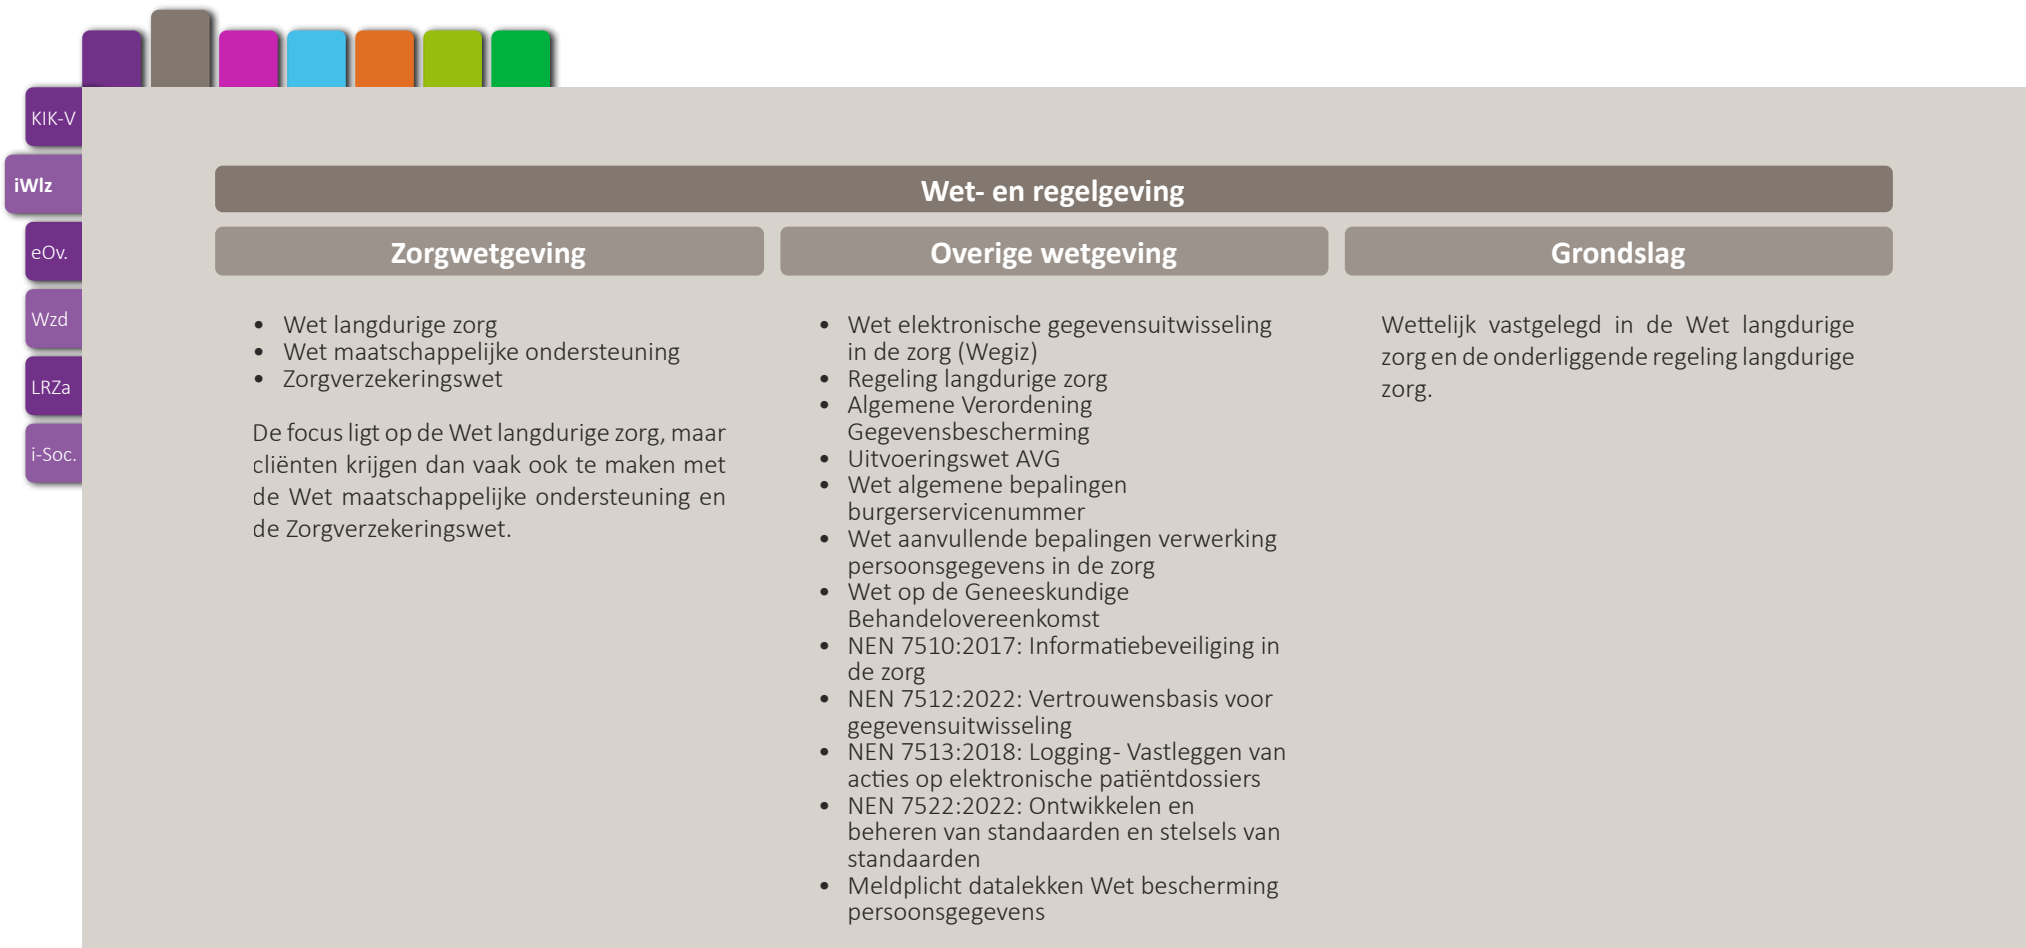 KIK-V
iWlz
eOv.
Wzd
LRZa
i-Soc.
Wet- en regelgeving
Zorgwetgeving
• Wet langdurige zorg
• Wet maatschappelijke ondersteuning
• Zorgverzekeringswet
De focus ligt op de Wet langdurige zorg, maar
cliënten krijgen dan vaak ook te maken met
de Wet maatschappelijke ondersteuning en
de Zorgverzekeringswet.
Overige wetgeving
• Wet elektronische gegevensuitwisseling
in de zorg (Wegiz)
• Regeling langdurige zorg
• Algemene Verordening
Gegevensbescherming
• Uitvoeringswet AVG
• Wet algemene bepalingen
burgerservicenummer
• Wet aanvullende bepalingen verwerking
persoonsgegevens in de zorg
• Wet op de Geneeskundige
Behandelovereenkomst
• NEN 7510:2017: Informatiebeveiliging in
de zorg
• NEN 7512:2022: Vertrouwensbasis voor
gegevensuitwisseling
• NEN 7513:2018: Logging- Vastleggen van
acties op elektronische patiëntdossiers
• NEN 7522:2022: Ontwikkelen en
beheren van standaarden en stelsels van
standaarden
• Meldplicht datalekken Wet bescherming
persoonsgegevens
Grondslag
Wettelijk vastgelegd in de Wet langdurige
zorg en de onderliggende regeling langdurige
zorg.